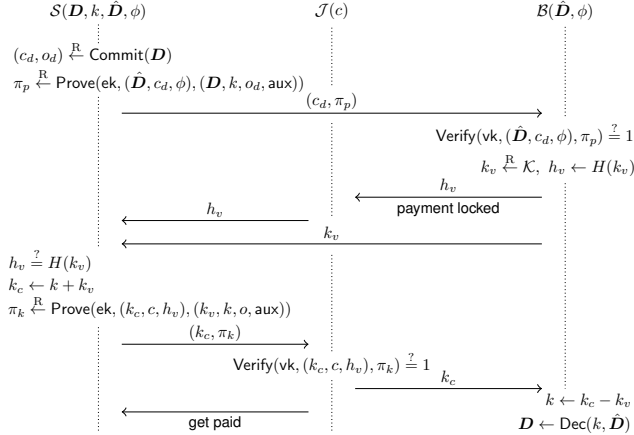 S(D, k, D̂, ϕ) J(c) B(D̂, ϕ)
(c_d, o_d) ←R Commit(D)
π_p ←R Prove(ek, (D̂, c_d, ϕ), (D, k, o_d, aux))
(c_d, π_p)
Verify(vk, (D̂, c_d, ϕ), π_p) ≟ 1
k_v ←R K, h_v ← H(k_v)
h_v
payment locked
h_v
k_v
h_v ≟ H(k_v)
k_c ← k + k_v
π_k ←R Prove(ek, (k_c, c, h_v), (k_v, k, o, aux))
(k_c, π_k)
Verify(vk, (k_c, c, h_v), π_k) ≟ 1
k_c
k ← k_c − k_v
get paid
D ← Dec(k, D̂)